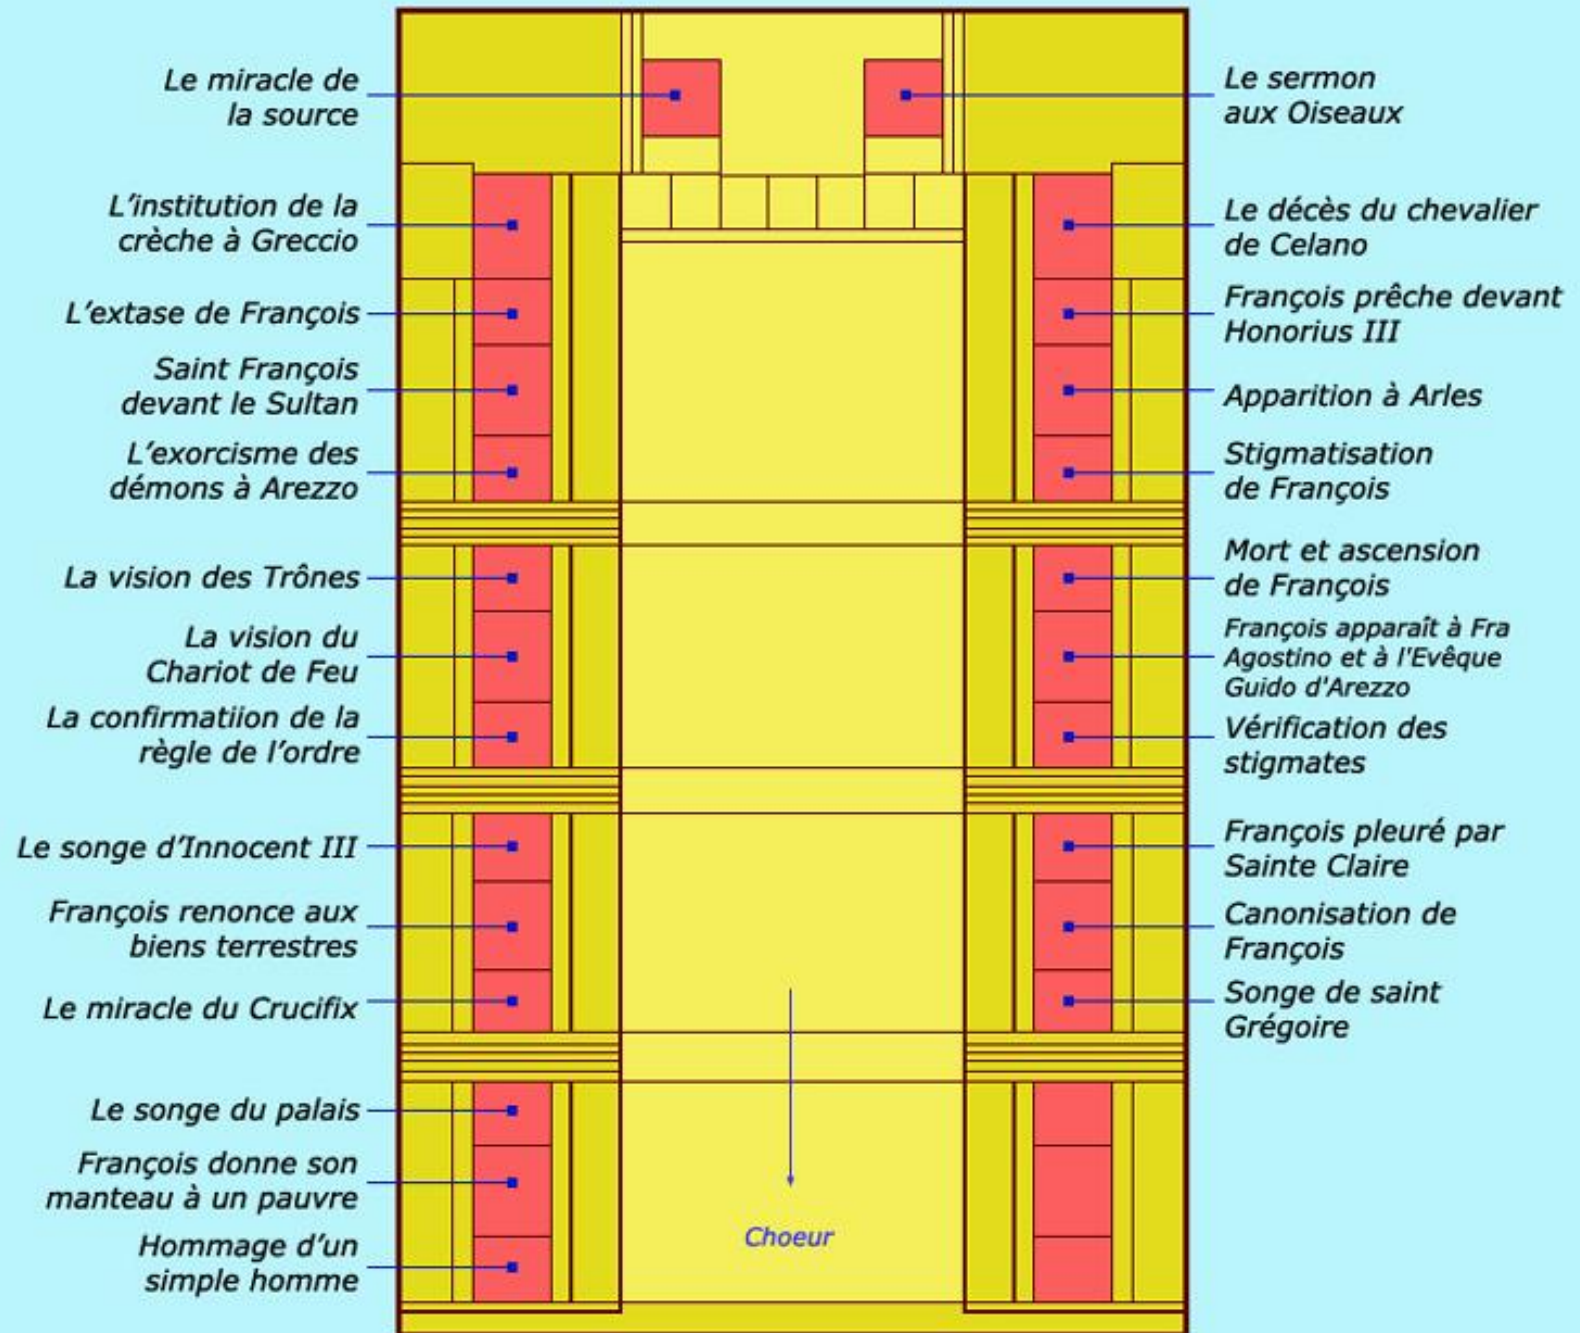 Le miracle de
la source
L'institution de la
crèche à Greccio
L'extase de François
Saint François
devant le Sultan
L'exorcisme des
démons à Arezzo
La vision des Trônes
La vision du
Chariot de Feu
La confirmatiion de la
règle de l'ordre
Le songe d'Innocent III
François renonce aux
biens terrestres
Le miracle du Crucifix
Le songe du palais
François donne son
manteau à un pauvre
Hommage d'un
simple homme
Choeur
Le sermon
aux Oiseaux
Le décès du chevalier
de Celano
François prêche devant
Honorius III
Apparition à Arles
Stigmatisation
de François
Mort et ascension
de François
François apparaît à Fra
Agostino et à l'Evêque
Guido d'Arezzo
Vérification des
stigmates
François pleuré par
Sainte Claire
Canonisation de
François
Songe de saint
Grégoire